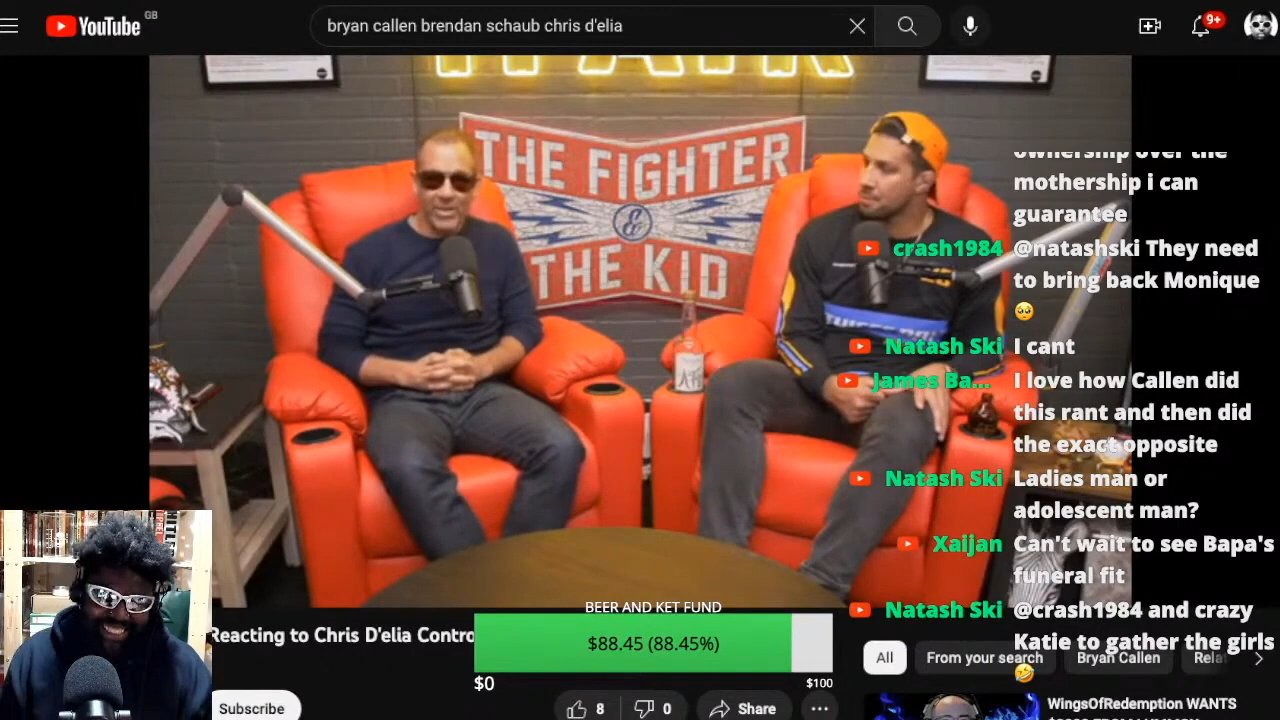 YouTube GB
bryan callen brendan schaub chris d'elia
9+
THE FIGHTER
&
THE KID
ownership over the
mothership i can
guarantee
crash1984 @natashski They need
to bring back Monique
🥺
Natash Ski I cant
James Ba... I love how Callen did
this rant and then did
the exact opposite
Natash Ski Ladies man or
adolescent man?
Xaijan Can't wait to see Bapa's
funeral fit
Natash Ski @crash1984 and crazy
Katie to gather the girls
🤣
BEER AND KET FUND
$88.45 (88.45%)
$0
$100
Reacting to Chris D'elia Contro
Subscribe
8
0
Share
All
From your search
Bryan Callen
Rela
WingsOfRedemption WANTS